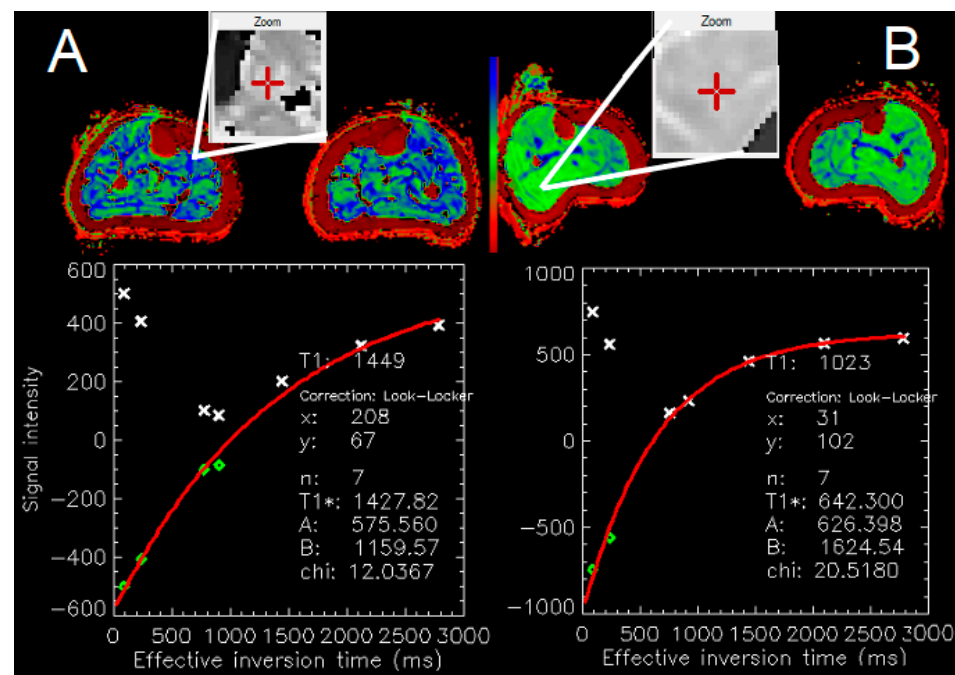 A
Zoom
Zoom
B
600
400
200
0
−200
−400
−600
Signal intensity
T1: 1449
Correction: Look−Locker
x: 208
y: 67
n: 7
T1*: 1427.82
A: 575.560
B: 1159.57
chi: 12.0367
0 500 1000 1500 2000 2500 3000
Effective inversion time (ms)
1000
500
0
−500
−1000
T1: 1023
Correction: Look−Locker
x: 31
y: 102
n: 7
T1*: 642.300
A: 626.398
B: 1624.54
chi: 20.5180
0 500 1000 1500 2000 2500 3000
Effective inversion time (ms)